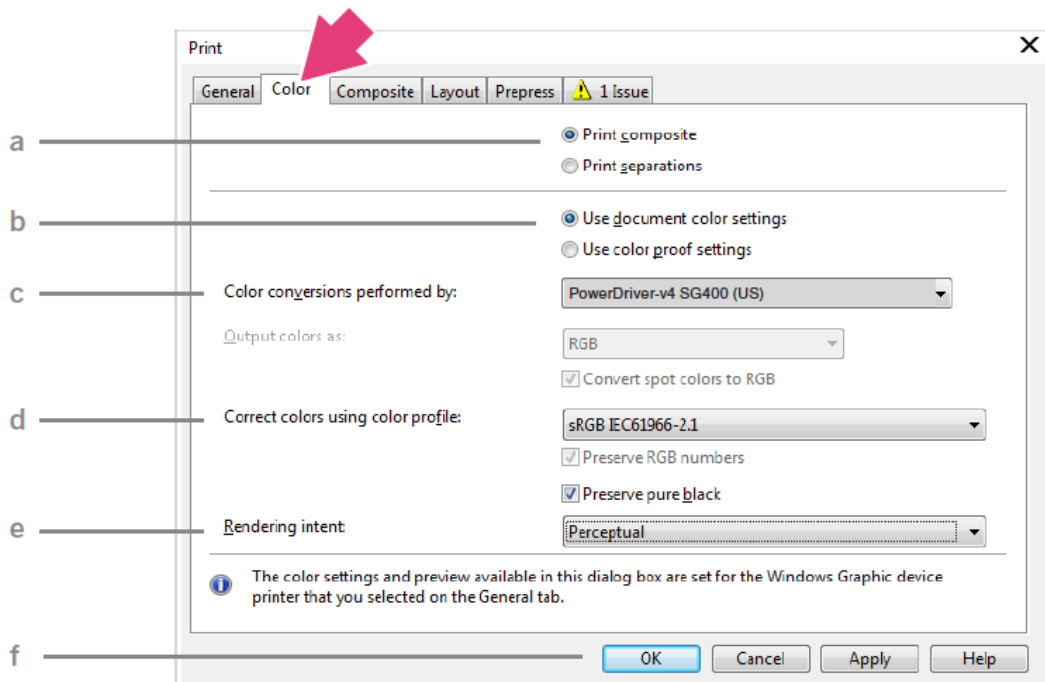 Print
General Color Composite Layout Prepress 1 Issue
a
Print composite
Print separations
b
Use document color settings
Use color proof settings
c
Color conversions performed by: PowerDriver-v4 SG400 (US)
Output colors as: RGB
Convert spot colors to RGB
d
Correct colors using color profile: sRGB IEC61966-2.1
Preserve RGB numbers
Preserve pure black
e
Rendering intent: Perceptual
The color settings and preview available in this dialog box are set for the Windows Graphic device
printer that you selected on the General tab.
f
OK Cancel Apply Help